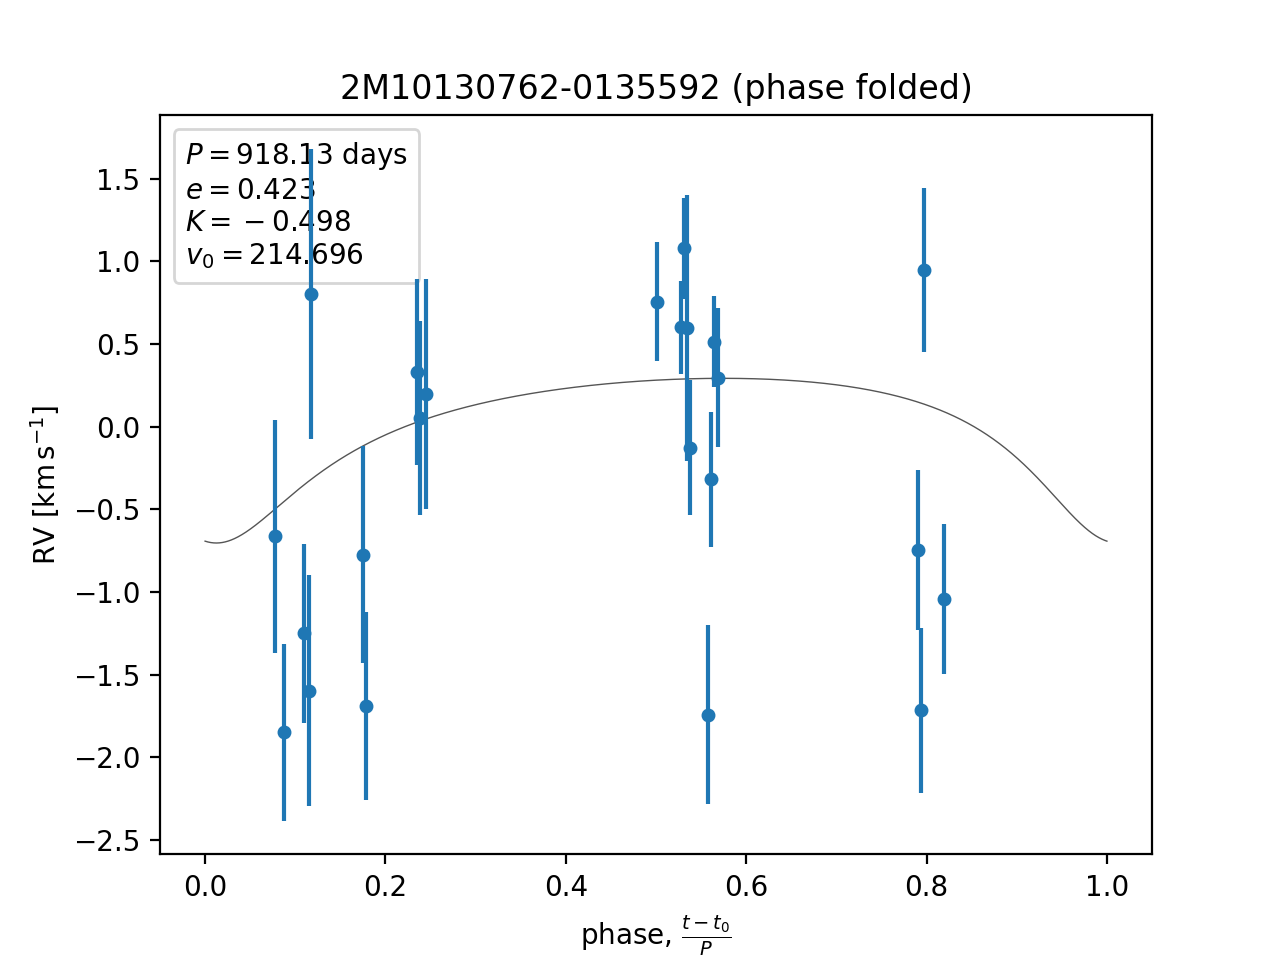 2M10130762-0135592 (phase folded)
P = 918.13 days
e = 0.423
K = −0.498
v₀ = 214.696
RV [km s⁻¹]
1.5
1.0
0.5
0.0
−0.5
−1.0
−1.5
−2.0
−2.5
0.0 0.2 0.4 0.6 0.8 1.0
phase, (t − t₀)/P